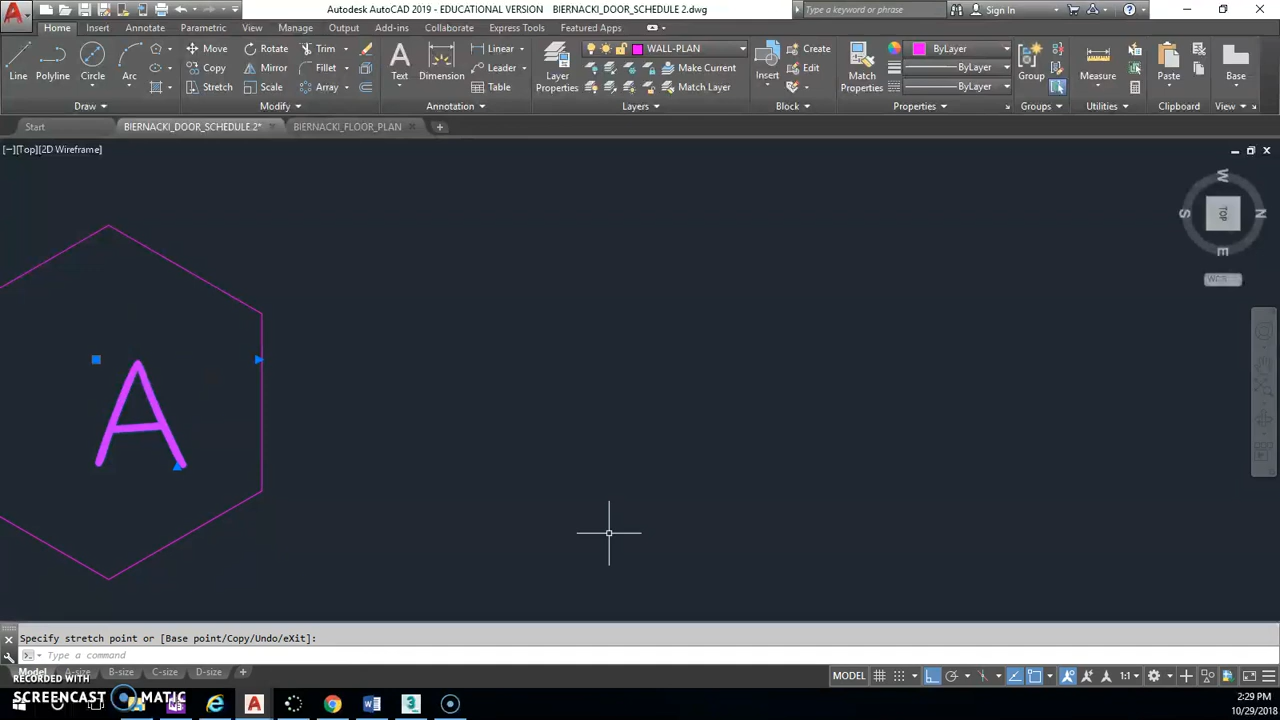 Autodesk AutoCAD 2019 - EDUCATIONAL VERSION BIERNACKI_DOOR_SCHEDULE 2.dwg
Type a keyword or phrase
Sign In
Home Insert Annotate Parametric View Manage Output Add-ins Collaborate Express Tools Featured Apps
Line Polyline Circle Arc
Move Rotate Trim
Copy Mirror Fillet
Stretch Scale Array
Text Dimension
Linear
Leader
Table
Layer Properties
WALL-PLAN
Make Current
Match Layer
Insert
Create
Edit
Match Properties
ByLayer
ByLayer
ByLayer
Group
Measure
Paste
Base
Draw Modify Annotation Layers Block Properties Groups Utilities Clipboard View
Start BIERNACKI_DOOR_SCHEDULE 2* BIERNACKI_FLOOR_PLAN
[−][Top][2D Wireframe]
W
S TOP N
E
A
Specify stretch point or [Base point/Copy/Undo/eXit]:
Type a command
Model A-size B-size C-size D-size
MODEL 1:1
RECORDED WITH
SCREENCAST MATIC
2:29 PM
10/29/2018